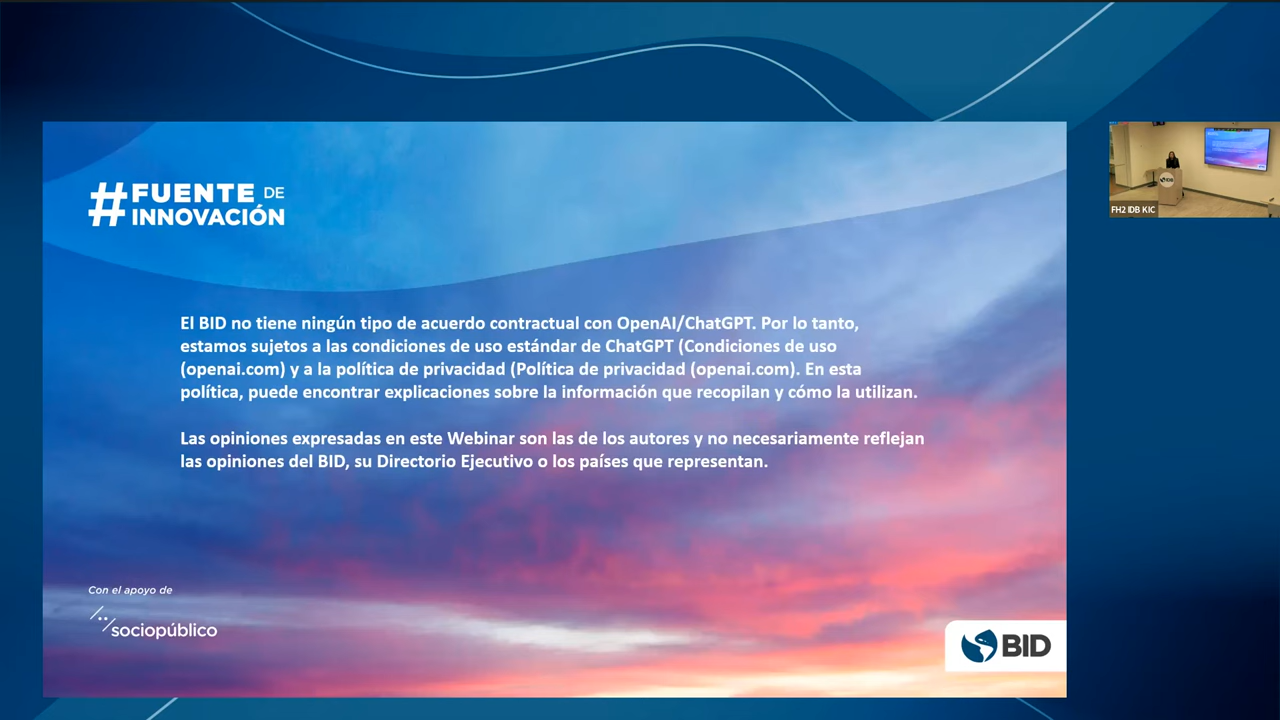 #FUENTE DE
INNOVACIÓN
El BID no tiene ningún tipo de acuerdo contractual con OpenAI/ChatGPT. Por lo tanto,
estamos sujetos a las condiciones de uso estándar de ChatGPT (Condiciones de uso
(openai.com) y a la política de privacidad (Política de privacidad (openai.com). En esta
política, puede encontrar explicaciones sobre la información que recopilan y cómo la utilizan.
Las opiniones expresadas en este Webinar son las de los autores y no necesariamente reflejan
las opiniones del BID, su Directorio Ejecutivo o los países que representan.
Con el apoyo de
sociopúblico
BID
IDB
FH2 IDB KIC